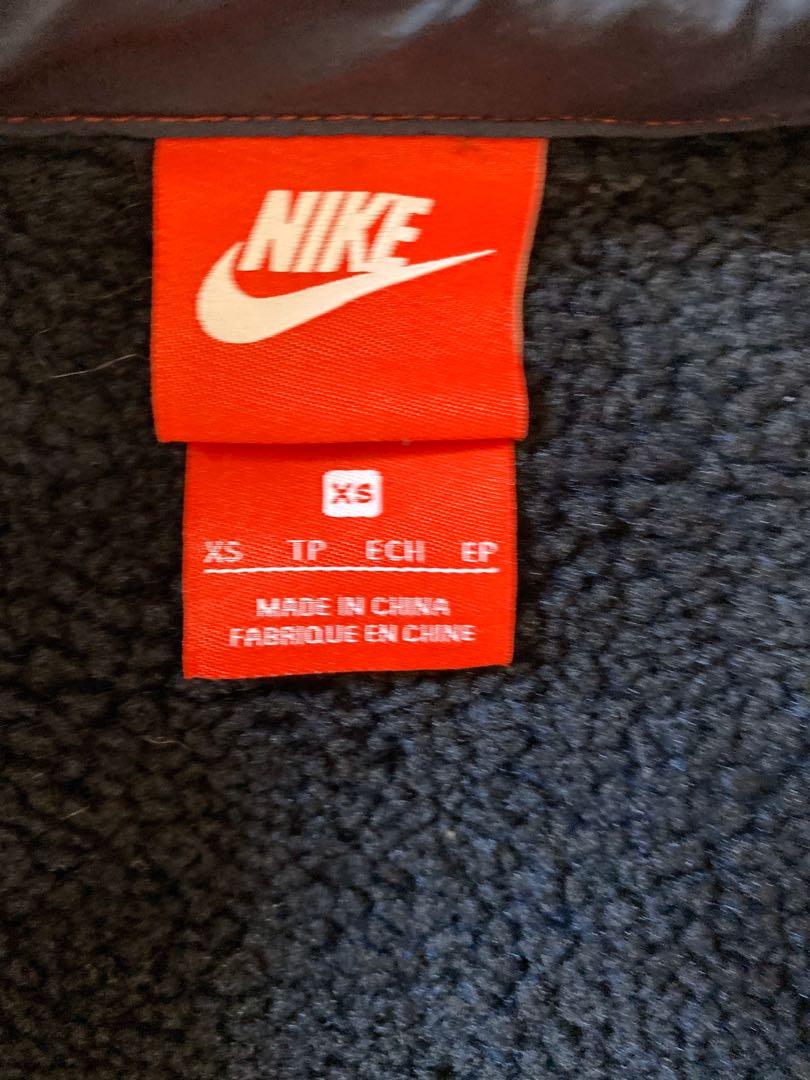 NIKE
XS
XS TP ECH EP
MADE IN CHINA
FABRIQUE EN CHINE